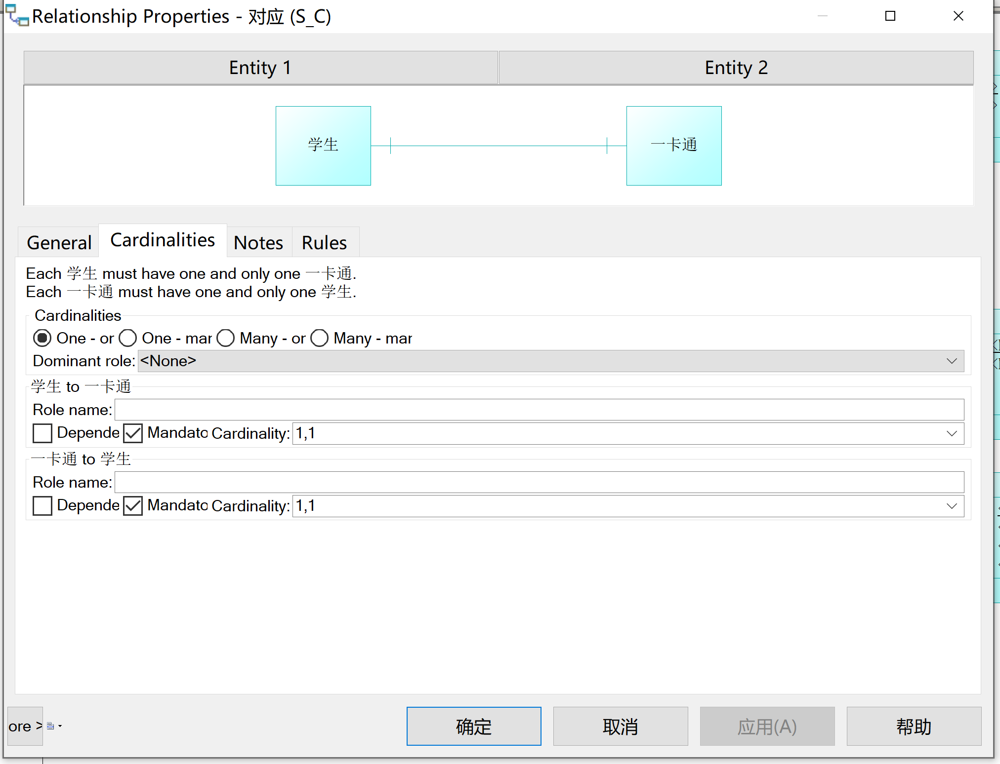 Relationship Properties - 对应 (S_C)
Entity 1
Entity 2
学生
一卡通
General
Cardinalities
Notes
Rules
Each 学生 must have one and only one 一卡通.
Each 一卡通 must have one and only one 学生.
Cardinalities
One - or
One - mar
Many - or
Many - mar
Dominant role: <None>
学生 to 一卡通
Role name:
Depende
Mandato
Cardinality: 1,1
一卡通 to 学生
Role name:
Depende
Mandato
Cardinality: 1,1
ore >
确定
取消
应用(A)
帮助